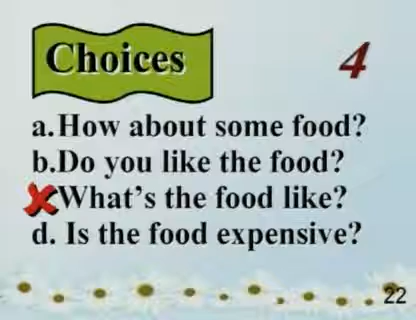 Choices
4
a. How about some food?
b. Do you like the food?
What's the food like?
d. Is the food expensive?
22